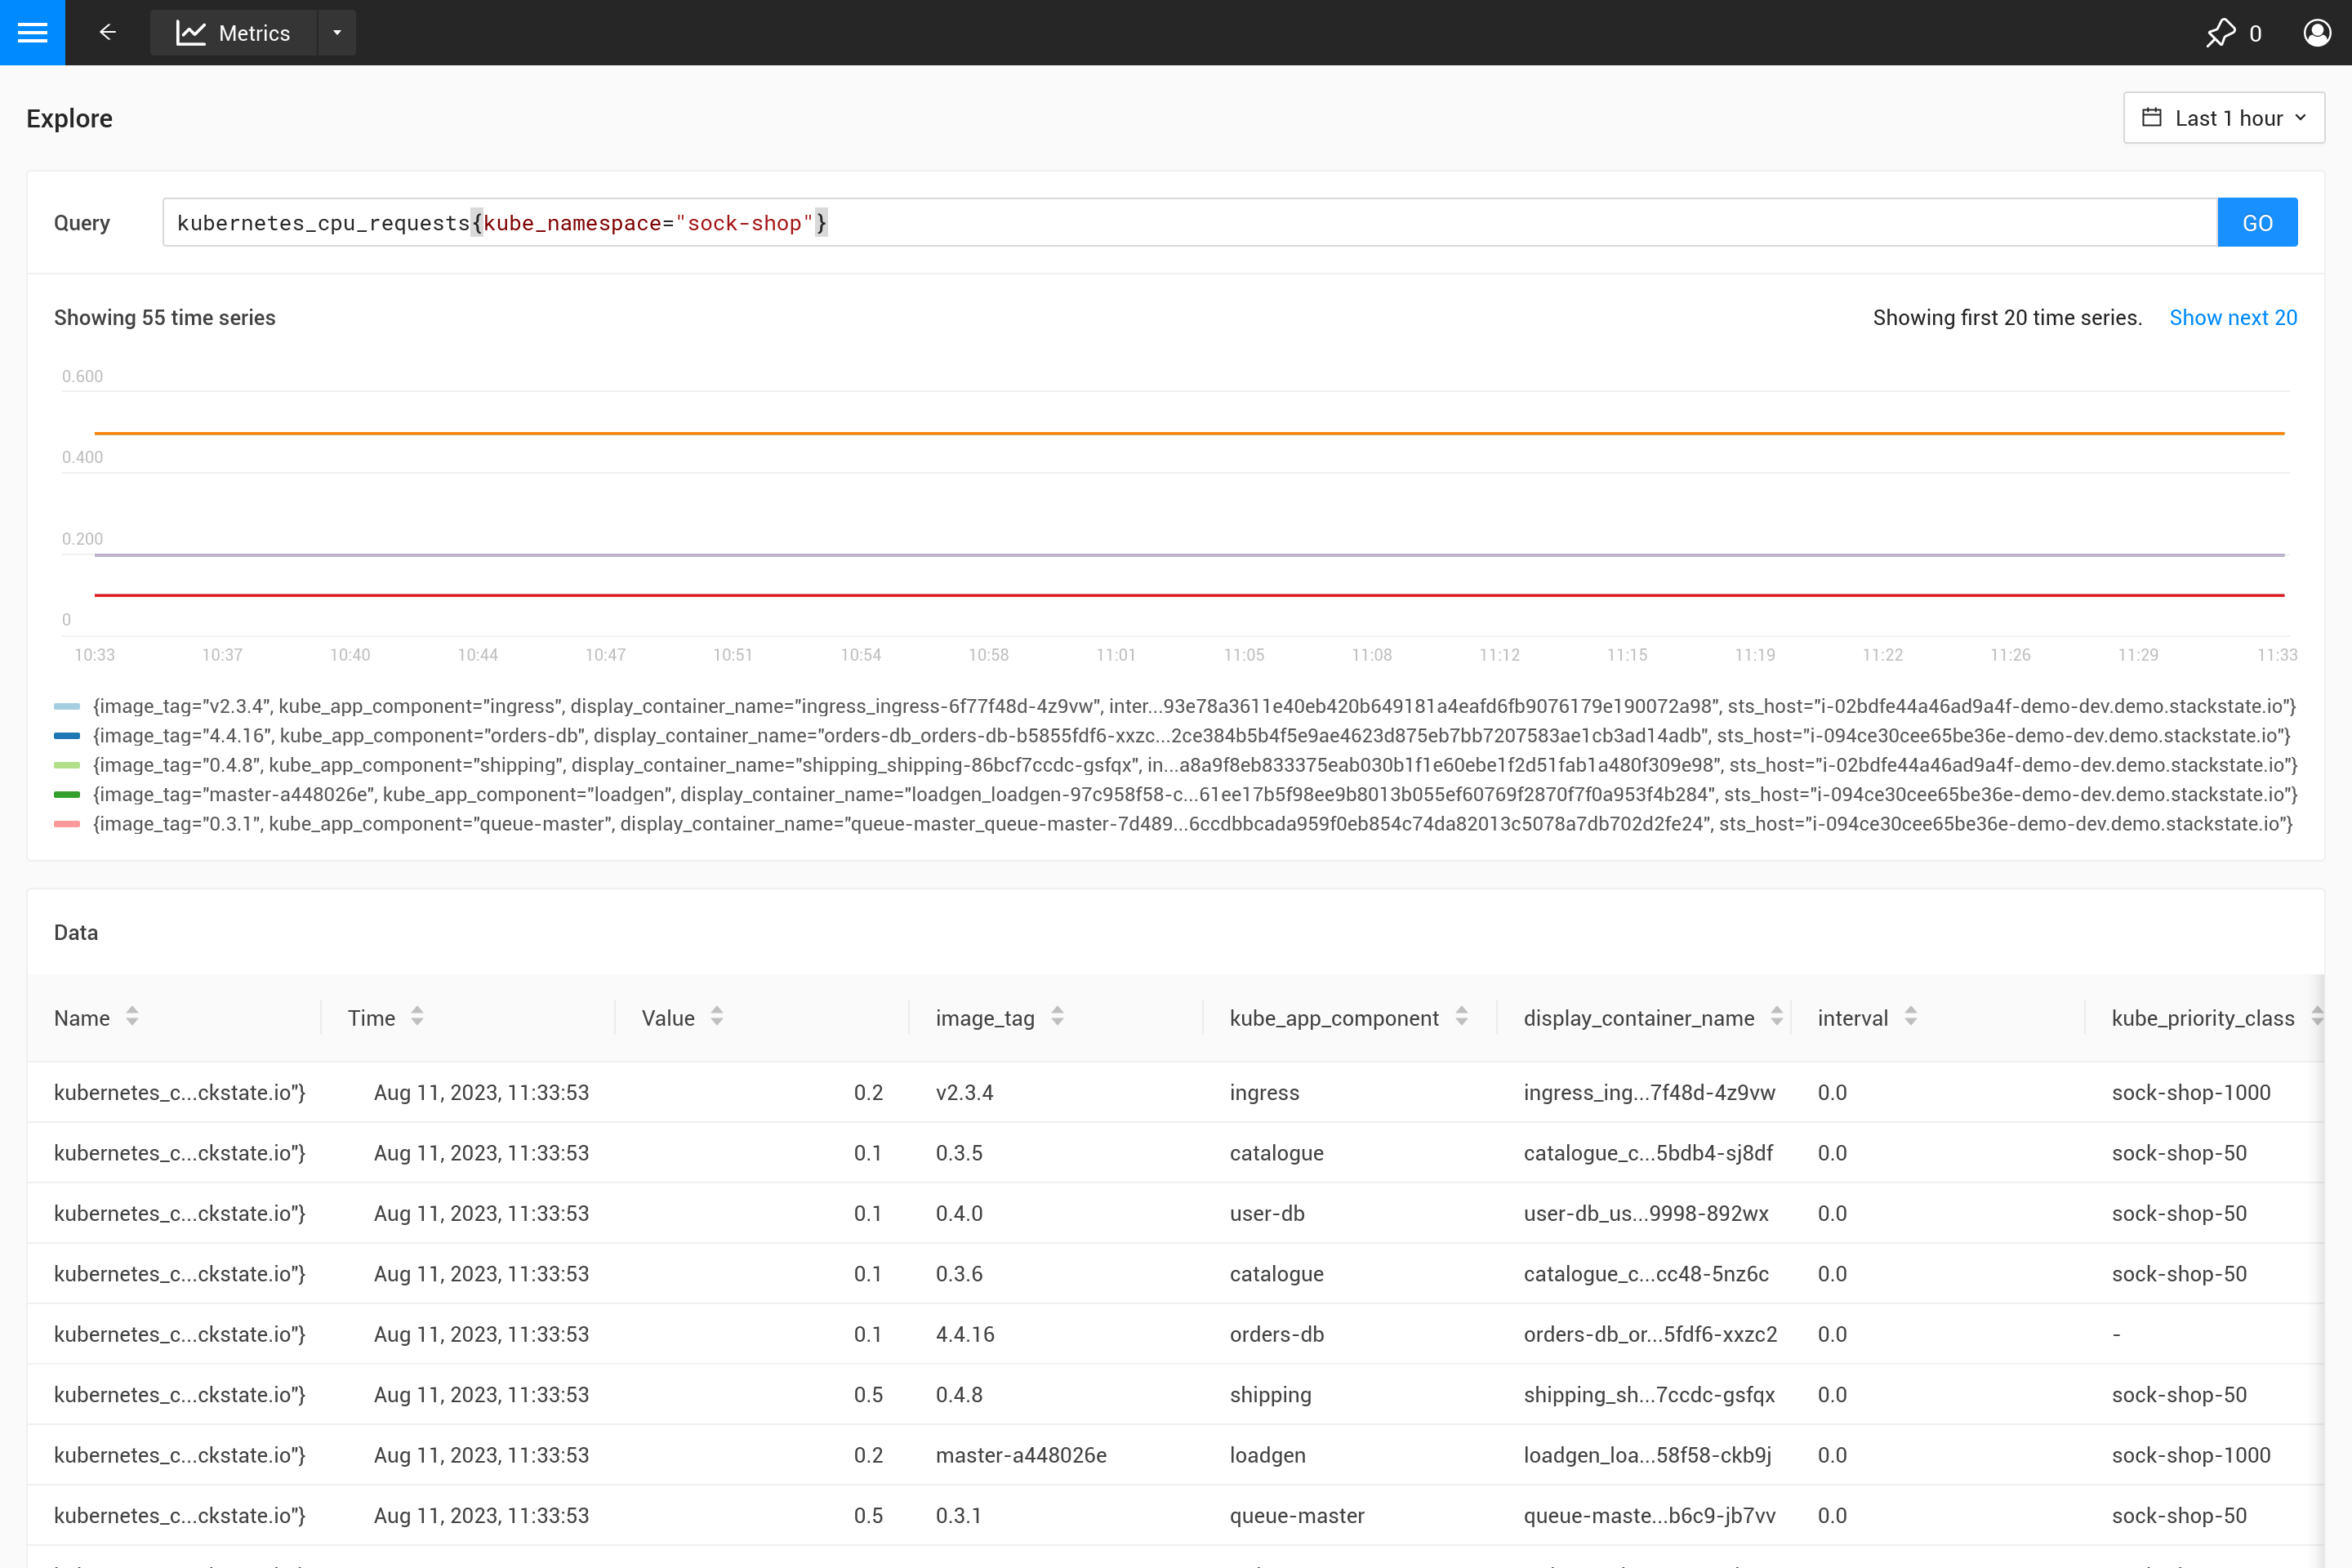 Metrics
0
Explore
Last 1 hour
Query
kubernetes_cpu_requests{kube_namespace="sock-shop"}
GO
Showing 55 time series
Showing first 20 time series.
Show next 20
0.600
0.400
0.200
0
10:33 10:37 10:40 10:44 10:47 10:51 10:54 10:58 11:01 11:05 11:08 11:12 11:15 11:19 11:22 11:26 11:29 11:33
{image_tag="v2.3.4", kube_app_component="ingress", display_container_name="ingress_ingress-6f77f48d-4z9vw", inter...93e78a3611e40eb420b649181a4eafd6fb9076179e190072a98", sts_host="i-02bdfe44a46ad9a4f-demo-dev.demo.stackstate.io"}
{image_tag="4.4.16", kube_app_component="orders-db", display_container_name="orders-db_orders-db-b5855fdf6-xxzc...2ce384b5b4f5e9ae4623d875eb7bb7207583ae1cb3ad14adb", sts_host="i-094ce30cee65be36e-demo-dev.demo.stackstate.io"}
{image_tag="0.4.8", kube_app_component="shipping", display_container_name="shipping_shipping-86bcf7ccdc-gsfqx", in...a8a9f8eb833375eab030b1f1e60ebe1f2d51fab1a480f309e98", sts_host="i-02bdfe44a46ad9a4f-demo-dev.demo.stackstate.io"}
{image_tag="master-a448026e", kube_app_component="loadgen", display_container_name="loadgen_loadgen-97c958f58-c...61ee17b5f98ee9b8013b055ef60769f2870f7f0a953f4b284", sts_host="i-094ce30cee65be36e-demo-dev.demo.stackstate.io"}
{image_tag="0.3.1", kube_app_component="queue-master", display_container_name="queue-master_queue-master-7d489...6ccdbbcada959f0eb854c74da82013c5078a7db702d2fe24", sts_host="i-094ce30cee65be36e-demo-dev.demo.stackstate.io"}
Data
Name Time Value image_tag kube_app_component display_container_name interval kube_priority_class
kubernetes_c...ckstate.io"} Aug 11, 2023, 11:33:53 0.2 v2.3.4 ingress ingress_ing...7f48d-4z9vw 0.0 sock-shop-1000
kubernetes_c...ckstate.io"} Aug 11, 2023, 11:33:53 0.1 0.3.5 catalogue catalogue_c...5bdb4-sj8df 0.0 sock-shop-50
kubernetes_c...ckstate.io"} Aug 11, 2023, 11:33:53 0.1 0.4.0 user-db user-db_us...9998-892wx 0.0 sock-shop-50
kubernetes_c...ckstate.io"} Aug 11, 2023, 11:33:53 0.1 0.3.6 catalogue catalogue_c...cc48-5nz6c 0.0 sock-shop-50
kubernetes_c...ckstate.io"} Aug 11, 2023, 11:33:53 0.1 4.4.16 orders-db orders-db_or...5fdf6-xxzc2 0.0 -
kubernetes_c...ckstate.io"} Aug 11, 2023, 11:33:53 0.5 0.4.8 shipping shipping_sh...7ccdc-gsfqx 0.0 sock-shop-50
kubernetes_c...ckstate.io"} Aug 11, 2023, 11:33:53 0.2 master-a448026e loadgen loadgen_loa...58f58-ckb9j 0.0 sock-shop-1000
kubernetes_c...ckstate.io"} Aug 11, 2023, 11:33:53 0.5 0.3.1 queue-master queue-maste...b6c9-jb7vv 0.0 sock-shop-50